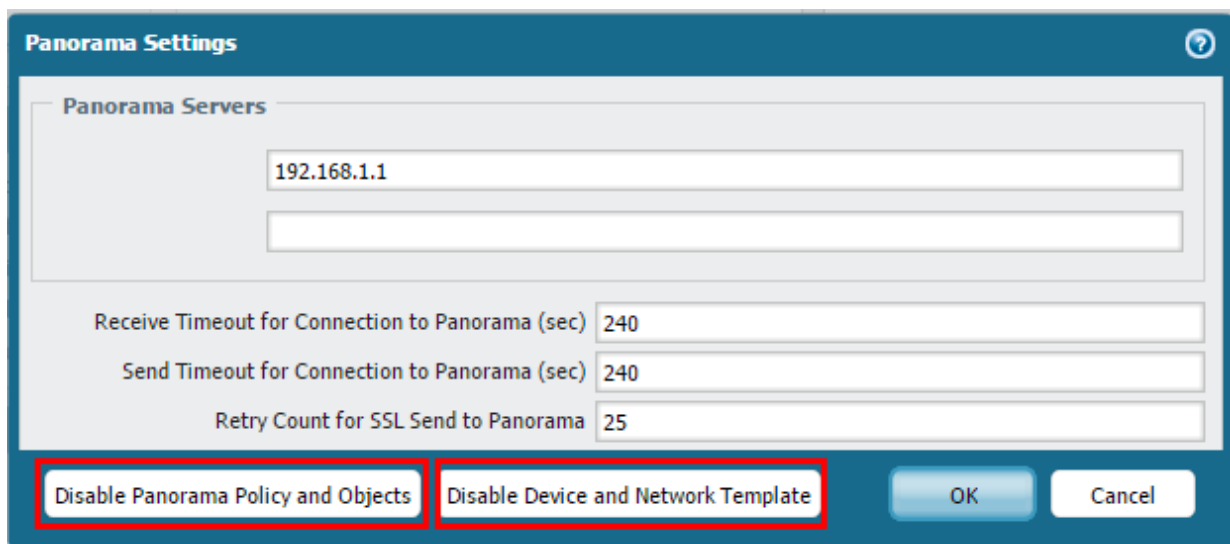 Panorama Settings
?
Panorama Servers
192.168.1.1
Receive Timeout for Connection to Panorama (sec) 240
Send Timeout for Connection to Panorama (sec) 240
Retry Count for SSL Send to Panorama 25
Disable Panorama Policy and Objects Disable Device and Network Template OK Cancel